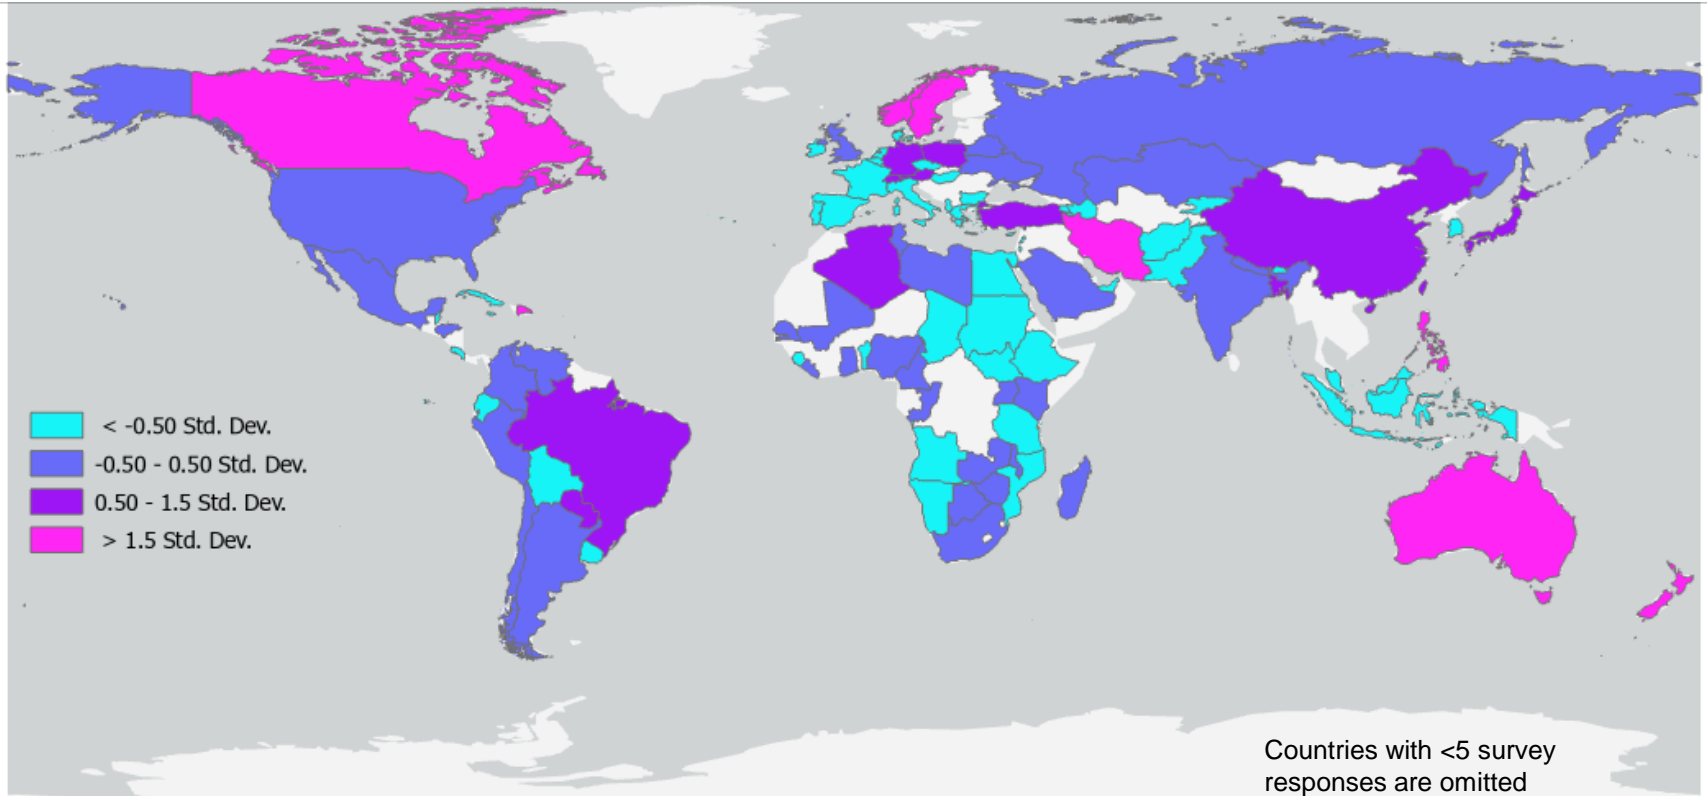 < -0.50 Std. Dev.
-0.50 - 0.50 Std. Dev.
0.50 - 1.5 Std. Dev.
> 1.5 Std. Dev.
Countries with <5 survey
responses are omitted